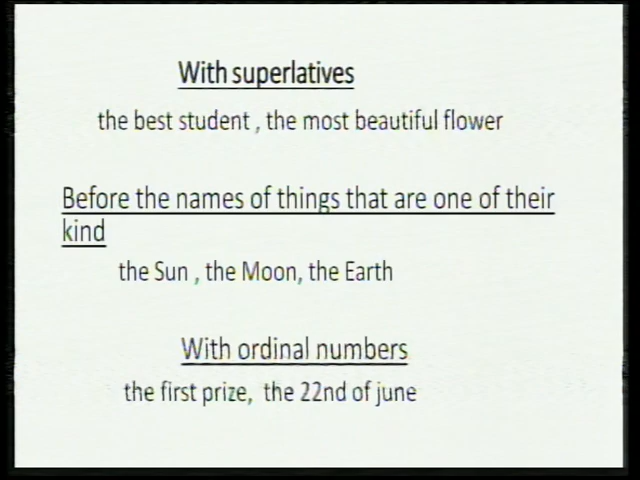 With superlatives
the best student , the most beautiful flower
Before the names of things that are one of their
kind
the Sun , the Moon, the Earth
With ordinal numbers
the first prize,  the 22nd of june